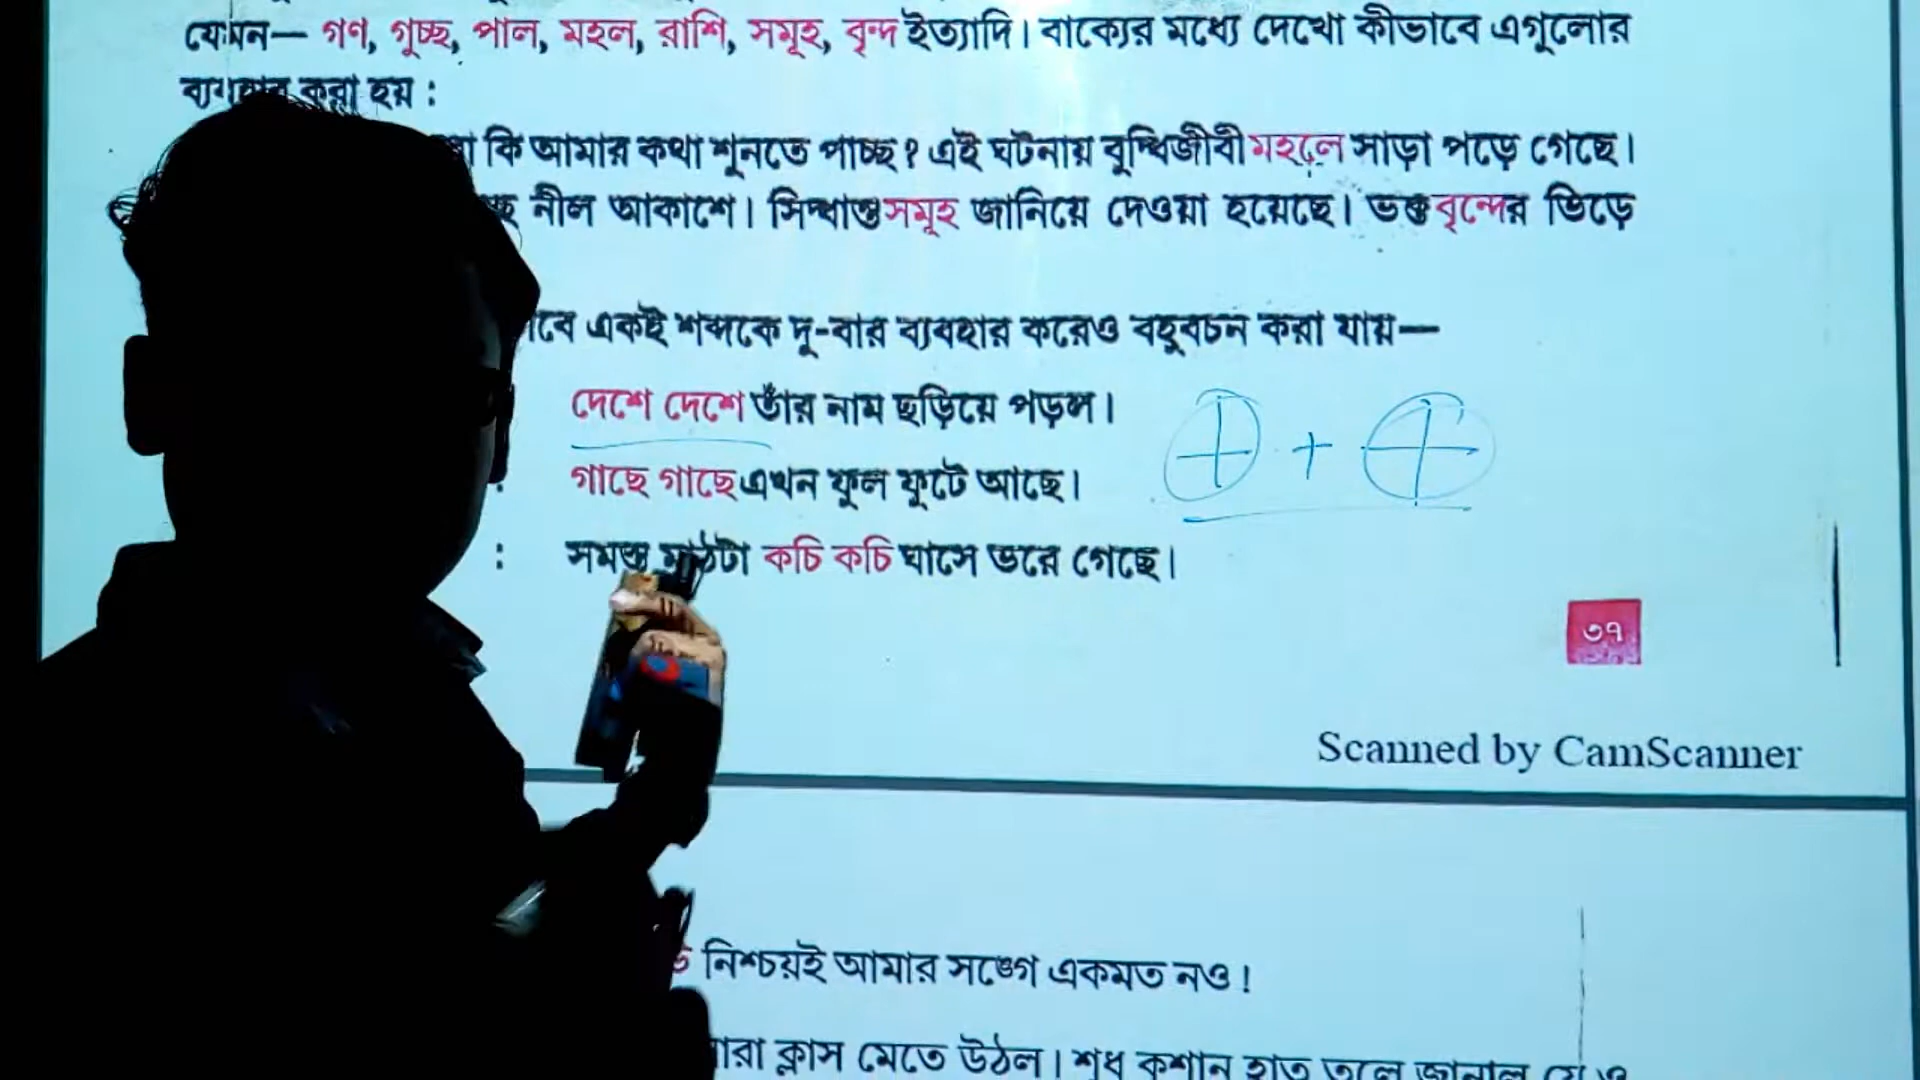 যেমন— গণ, গুচ্ছ, পাল, মহল, রাশি, সমূহ, বৃন্দ ইত্যাদি। বাক্যের মধ্যে দেখো কীভাবে এগুলোর
করা হয় :
কি আমার কথা শুনতে পাচ্ছ? এই ঘটনায় বুদ্ধিজীবীমহলে সাড়া পড়ে গেছে।
নীল আকাশে। সিদ্ধান্তসমূহ জানিয়ে দেওয়া হয়েছে। ভক্তবৃন্দের ভিড়ে
একই শব্দকে দু-বার ব্যবহার করেও বহুবচন করা যায়—
দেশে দেশে তাঁর নাম ছড়িয়ে পড়ল।
+ + +
: গাছে গাছে এখন ফুল ফুটে আছে।
: সমস্ত মাঠটা কচি কচি ঘাসে ভরে গেছে।
৩৭
Scanned by CamScanner
নিশ্চয়ই আমার সঙ্গে একমত নও!
ক্লাস মেতে উঠল। শুধু কুশান হাত তুলে জানাল যে ও